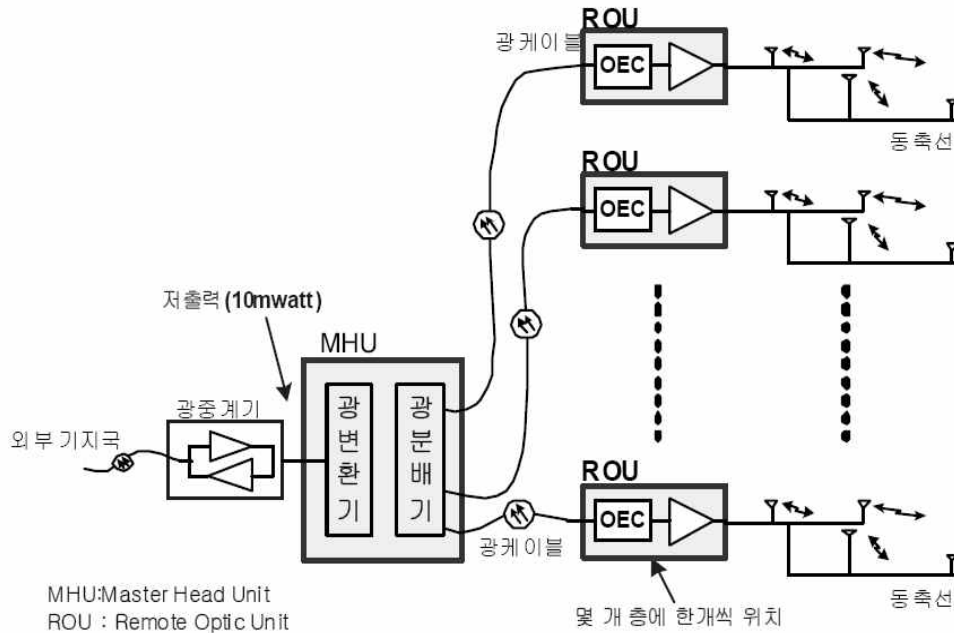 ROU
광케이블
OEC
동축선
ROU
OEC
저출력 (10mwatt)
MHU
광중계기
외부기지국
광변환기
광분배기
ROU
OEC
광케이블
동축선
몇 개 층에 한개씩 위치
MHU:Master Head Unit
ROU : Remote Optic Unit